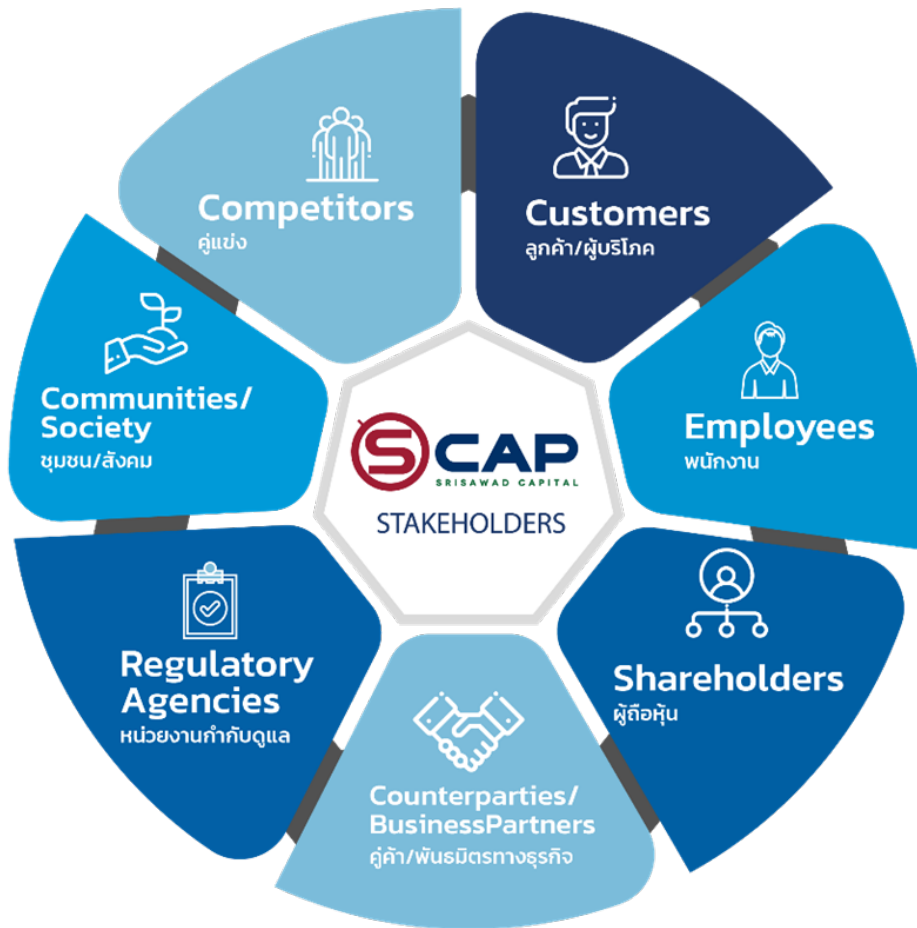 Competitors
คู่แข่ง
Customers
ลูกค้า/ผู้บริโภค
Employees
พนักงาน
Shareholders
ผู้ถือหุ้น
Counterparties/
BusinessPartners
คู่ค้า/พันธมิตรทางธุรกิจ
Regulatory
Agencies
หน่วยงานกำกับดูแล
Communities/
Society
ชุมชน/สังคม
SCAP
SRISAWAD CAPITAL
STAKEHOLDERS